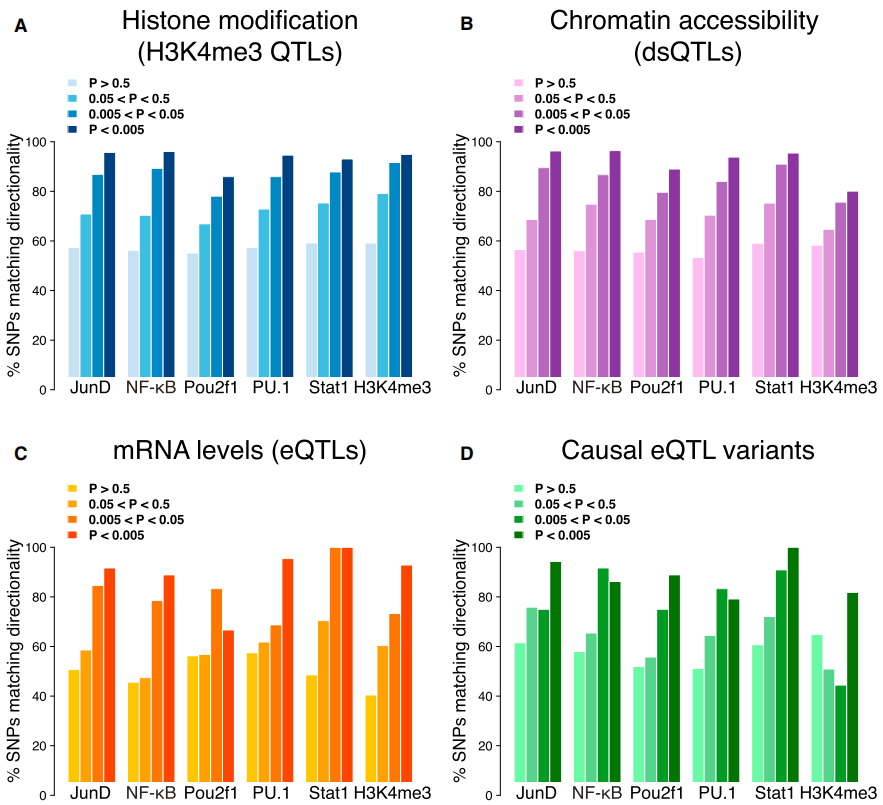 A
Histone modification
(H3K4me3 QTLs)
P > 0.5
0.05 < P < 0.5
0.005 < P < 0.05
P < 0.005
% SNPs matching directionality
100
80
60
40
20
0
JunD NF-κB Pou2f1 PU.1 Stat1 H3K4me3
B
Chromatin accessibility
(dsQTLs)
P > 0.5
0.05 < P < 0.5
0.005 < P < 0.05
P < 0.005
% SNPs matching directionality
100
80
60
40
20
0
JunD NF-κB Pou2f1 PU.1 Stat1 H3K4me3
C
mRNA levels (eQTLs)
P > 0.5
0.05 < P < 0.5
0.005 < P < 0.05
P < 0.005
% SNPs matching directionality
100
80
60
40
20
0
JunD NF-κB Pou2f1 PU.1 Stat1 H3K4me3
D
Causal eQTL variants
P > 0.5
0.05 < P < 0.5
0.005 < P < 0.05
P < 0.005
% SNPs matching directionality
100
80
60
40
20
0
JunD NF-κB Pou2f1 PU.1 Stat1 H3K4me3